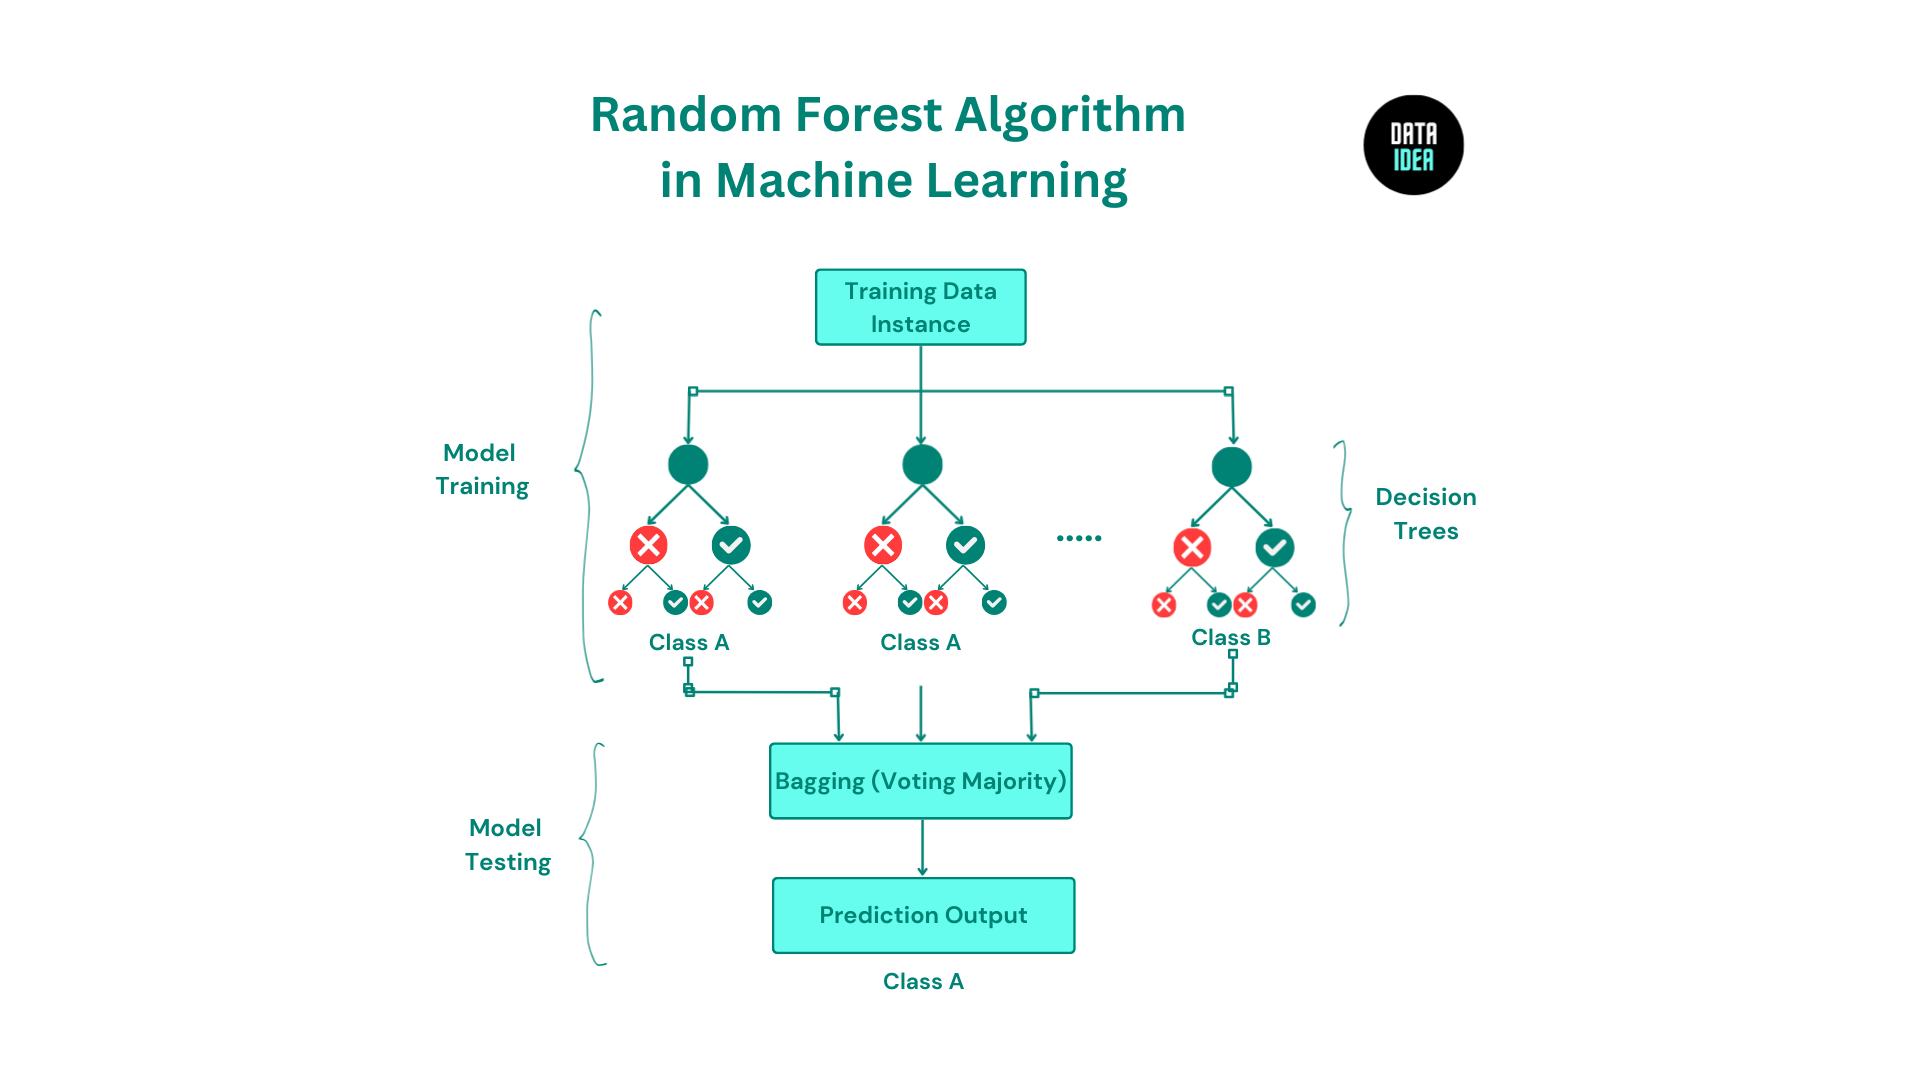 Random Forest Algorithm
in Machine Learning
DATA
IDEA
Training Data
Instance
Model
Training
Decision
Trees
.....
Class A
Class A
Class B
Bagging (Voting Majority)
Model
Testing
Prediction Output
Class A